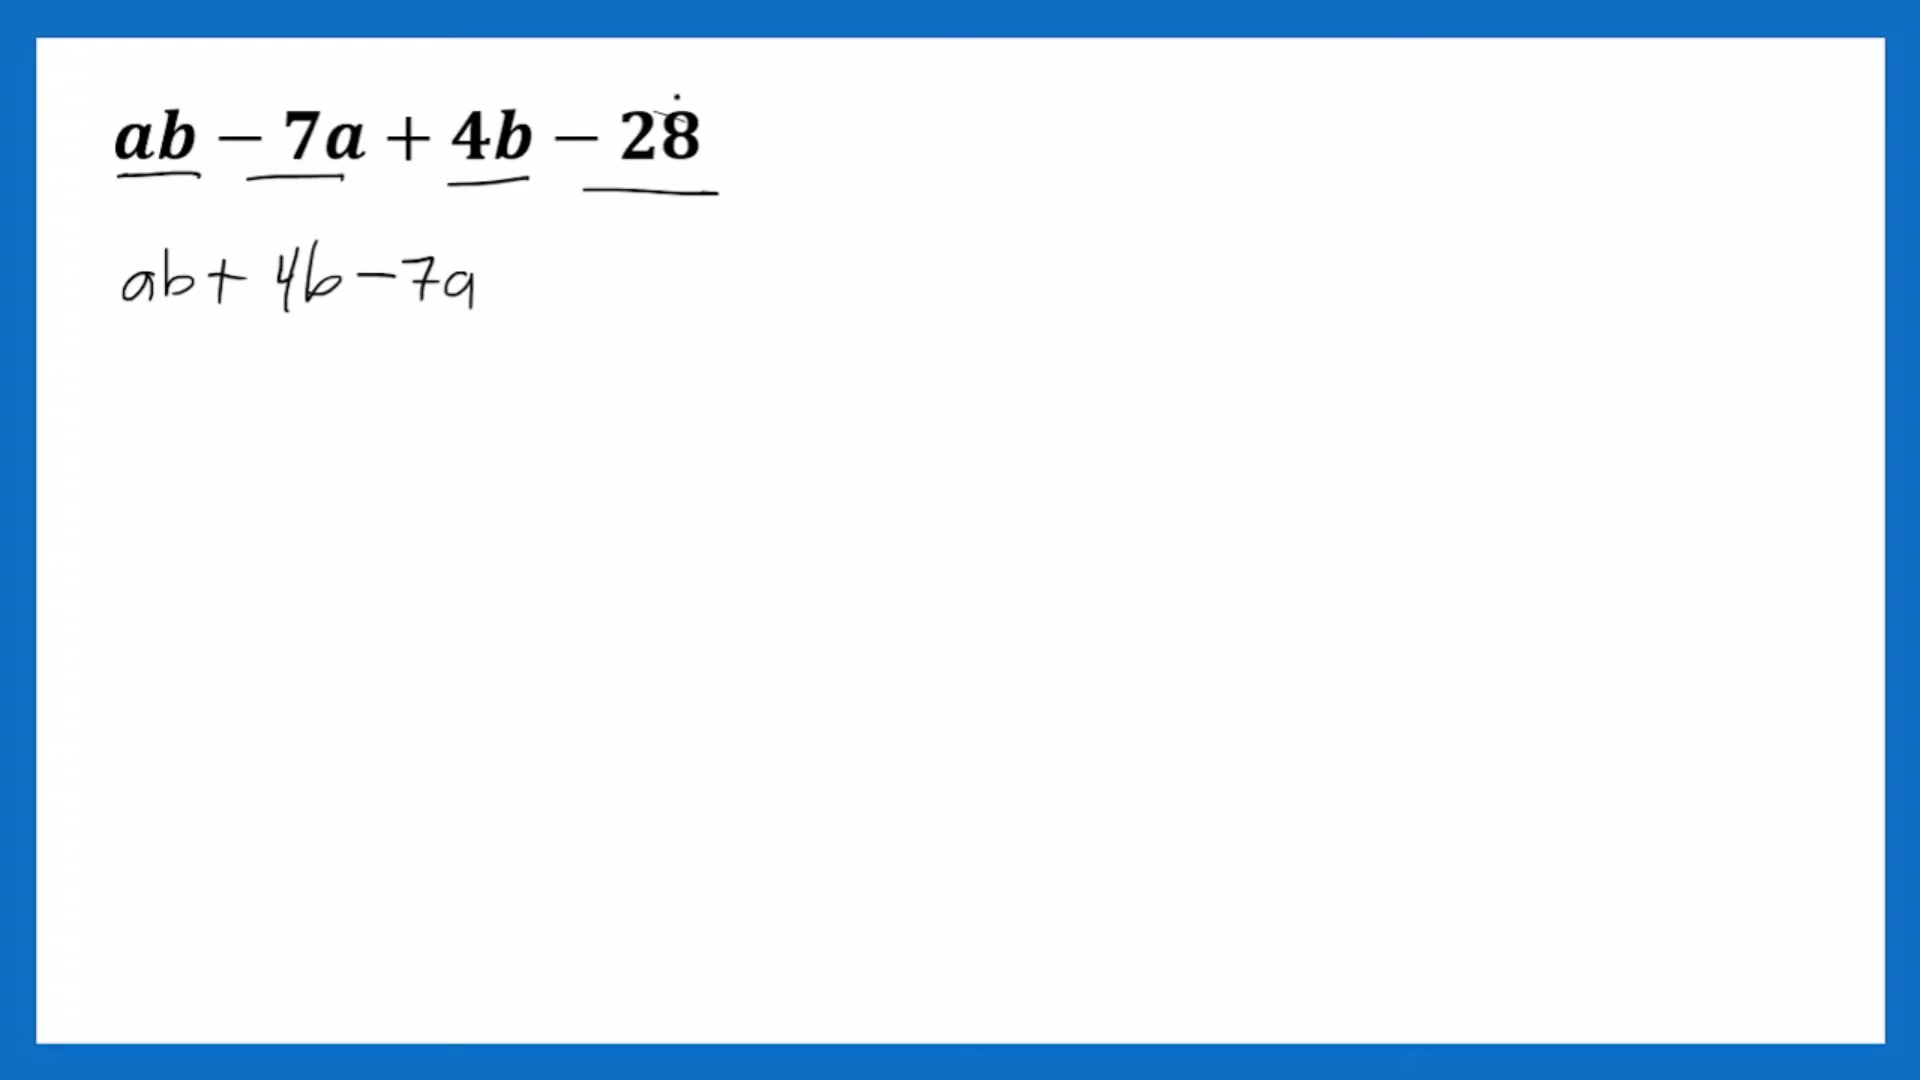 ab − 7a + 4b − 28
ab + 4b − 7a